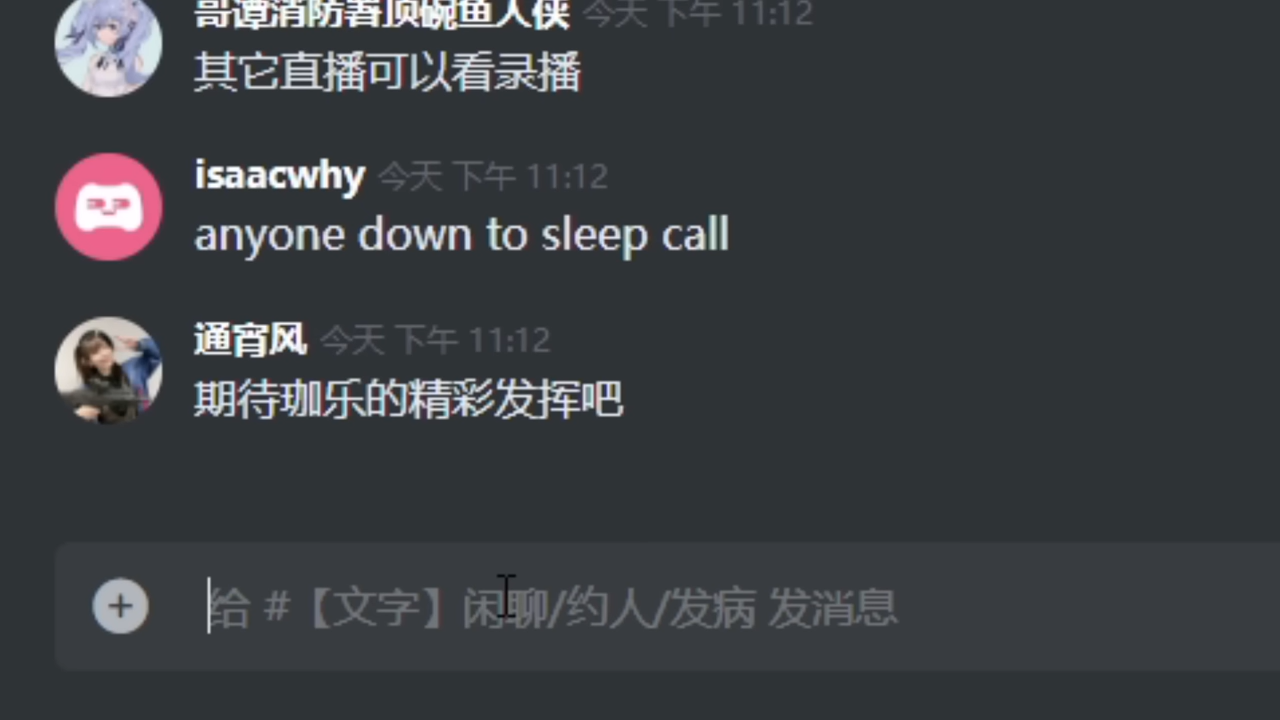 哥谭消防署顶碗鱼人侠 今天 下午 11:12
其它直播可以看录播
isaacwhy 今天 下午 11:12
anyone down to sleep call
通宵风 今天 下午 11:12
期待珈乐的精彩发挥吧
给 #【文字】闲聊/约人/发病 发消息